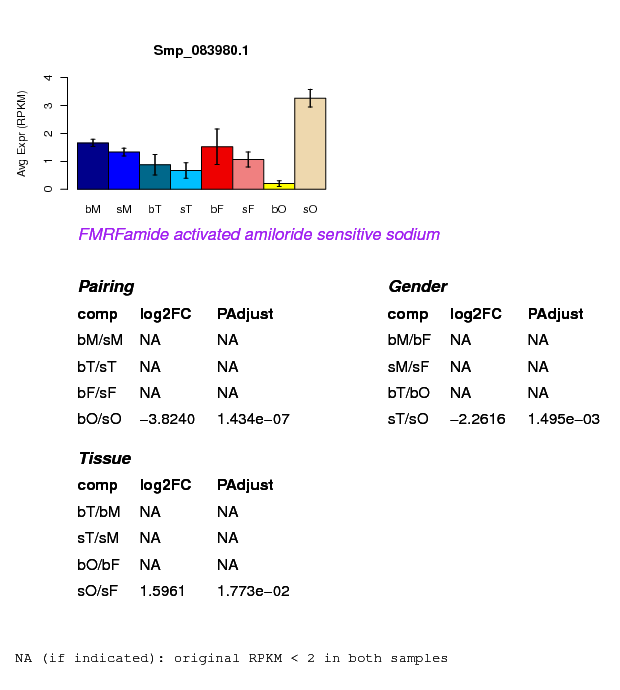 Smp_083980.1
Avg Expr (RPKM)
0 1 2 3 4
bM sM bT sT bF sF bO sO
FMRFamide activated amiloride sensitive sodium
Pairing
comp log2FC PAdjust
bM/sM NA NA
bT/sT NA NA
bF/sF NA NA
bO/sO −3.8240 1.434e−07
Gender
comp log2FC PAdjust
bM/bF NA NA
sM/sF NA NA
bT/bO NA NA
sT/sO −2.2616 1.495e−03
Tissue
comp log2FC PAdjust
bT/bM NA NA
sT/sM NA NA
bO/bF NA NA
sO/sF 1.5961 1.773e−02
NA (if indicated): original RPKM < 2 in both samples